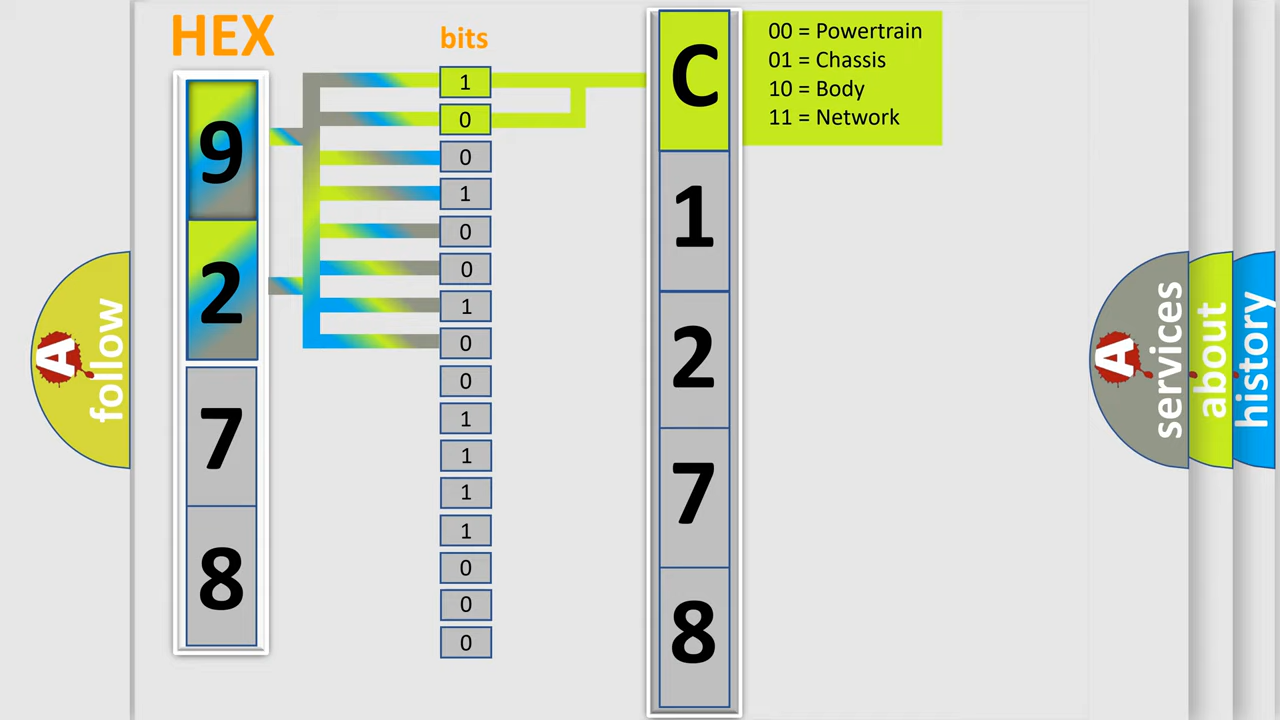 HEX
bits
9
2
7
8
1
0
0
1
0
0
1
0
0
1
1
1
1
0
0
0
C
1
2
7
8
00 = Powertrain
01 = Chassis
10 = Body
11 = Network
A
follow
A
services
about
history